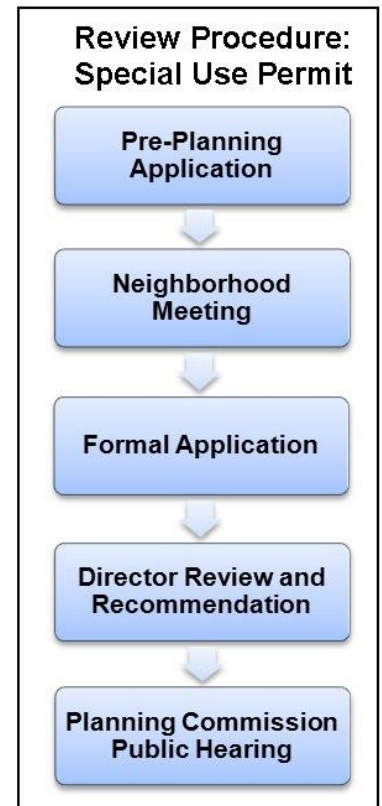 Review Procedure:
Special Use Permit
Pre-Planning
Application
Neighborhood
Meeting
Formal Application
Director Review and
Recommendation
Planning Commission
Public Hearing